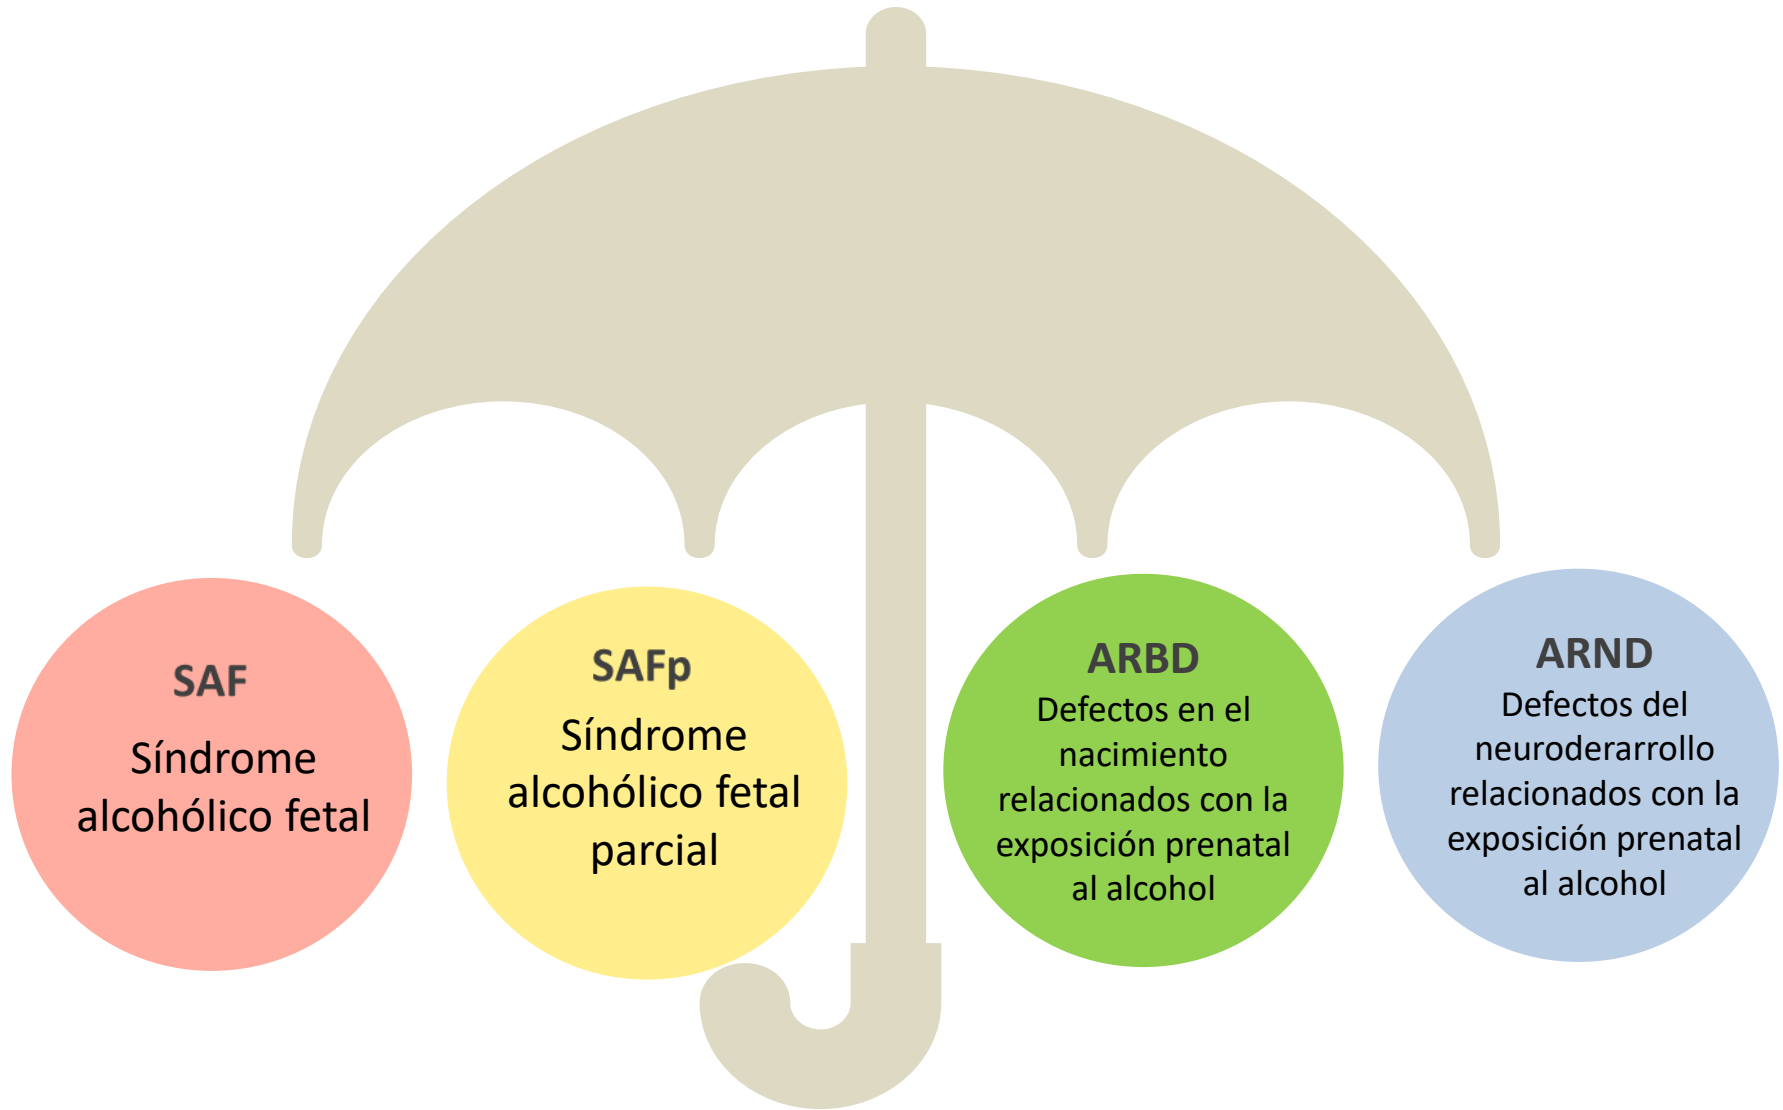 SAF
Síndrome
alcohólico fetal
SAFp
Síndrome
alcohólico fetal
parcial
ARBD
Defectos en el
nacimiento
relacionados con la
exposición prenatal
al alcohol
ARND
Defectos del
neuroderarrollo
relacionados con la
exposición prenatal
al alcohol